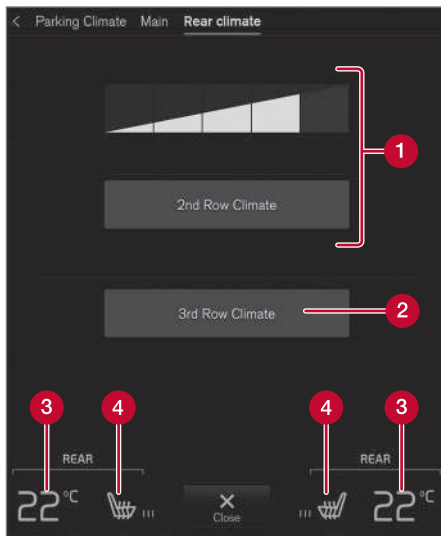 < Parking Climate Main Rear climate
1
2nd Row Climate
3rd Row Climate
2
3 4 4 3
REAR REAR
22°C 22°C
Close